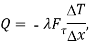 Q = - λF_τ ΔT/Δx,